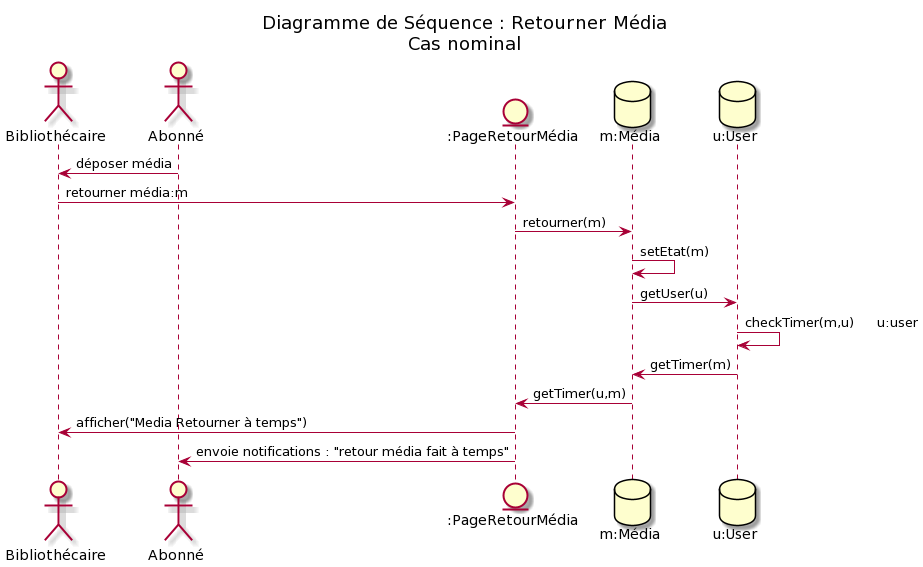 Diagramme de Séquence : Retourner Média
Cas nominal
Bibliothécaire Abonné :PageRetourMédia m:Média u:User
déposer média
retourner média:m
retourner(m)
setEtat(m)
getUser(u)
checkTimer(m,u) u:user
getTimer(m)
getTimer(u,m)
afficher("Media Retourner à temps")
envoie notifications : "retour média fait à temps"
Bibliothécaire Abonné :PageRetourMédia m:Média u:User